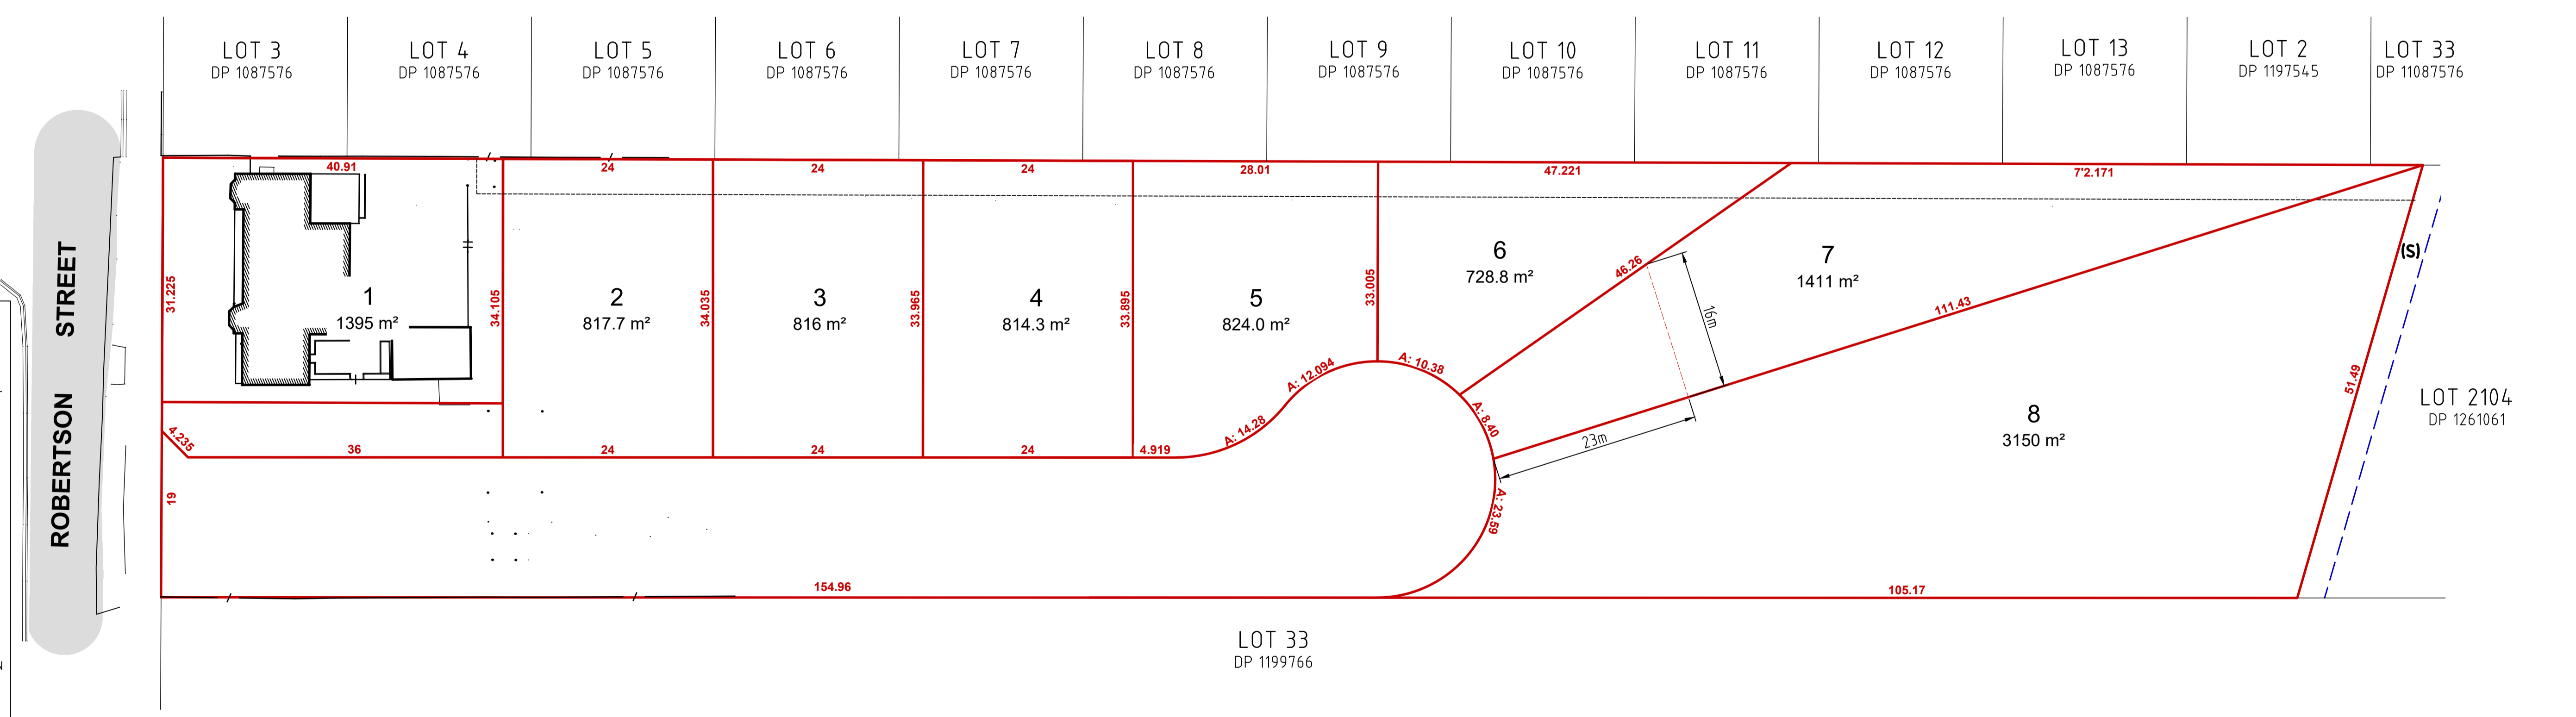 LOT 3
DP 1087576
LOT 4
DP 1087576
LOT 5
DP 1087576
LOT 6
DP 1087576
LOT 7
DP 1087576
LOT 8
DP 1087576
LOT 9
DP 1087576
LOT 10
DP 1087576
LOT 11
DP 1087576
LOT 12
DP 1087576
LOT 13
DP 1087576
LOT 2
DP 1197545
LOT 33
DP 11087576
40.91
24
24
24
28.01
47.221
7'2.171
ROBERTSON STREET
31.225
1
1395 m²
34.105
2
817.7 m²
34.035
3
816 m²
33.965
4
814.3 m²
33.895
5
824.0 m²
33.005
6
728.8 m²
46.26
7
1411 m²
16m
111.43
(S)
8
3150 m²
51.49
LOT 2104
DP 1261061
4.235
36
24
24
24
4.919
A: 14.28
A: 12.094
A: 10.38
A: 8.40
A: 23.59
23m
19
154.96
105.17
LOT 33
DP 1199766